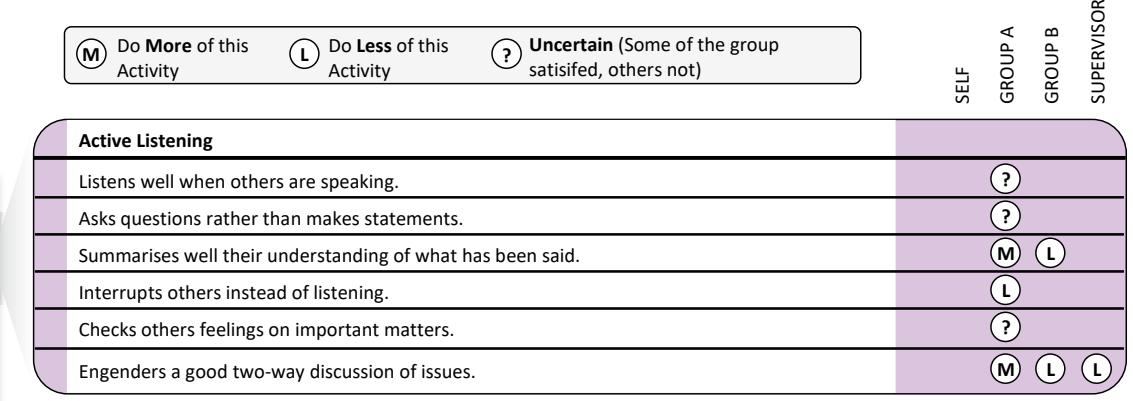 M Do More of this Activity
L Do Less of this Activity
? Uncertain (Some of the group satisifed, others not)
SELF
GROUP A
GROUP B
SUPERVISOR
Active Listening
Listens well when others are speaking. ?
Asks questions rather than makes statements. ?
Summarises well their understanding of what has been said. M L
Interrupts others instead of listening. L
Checks others feelings on important matters. ?
Engenders a good two-way discussion of issues. M L L